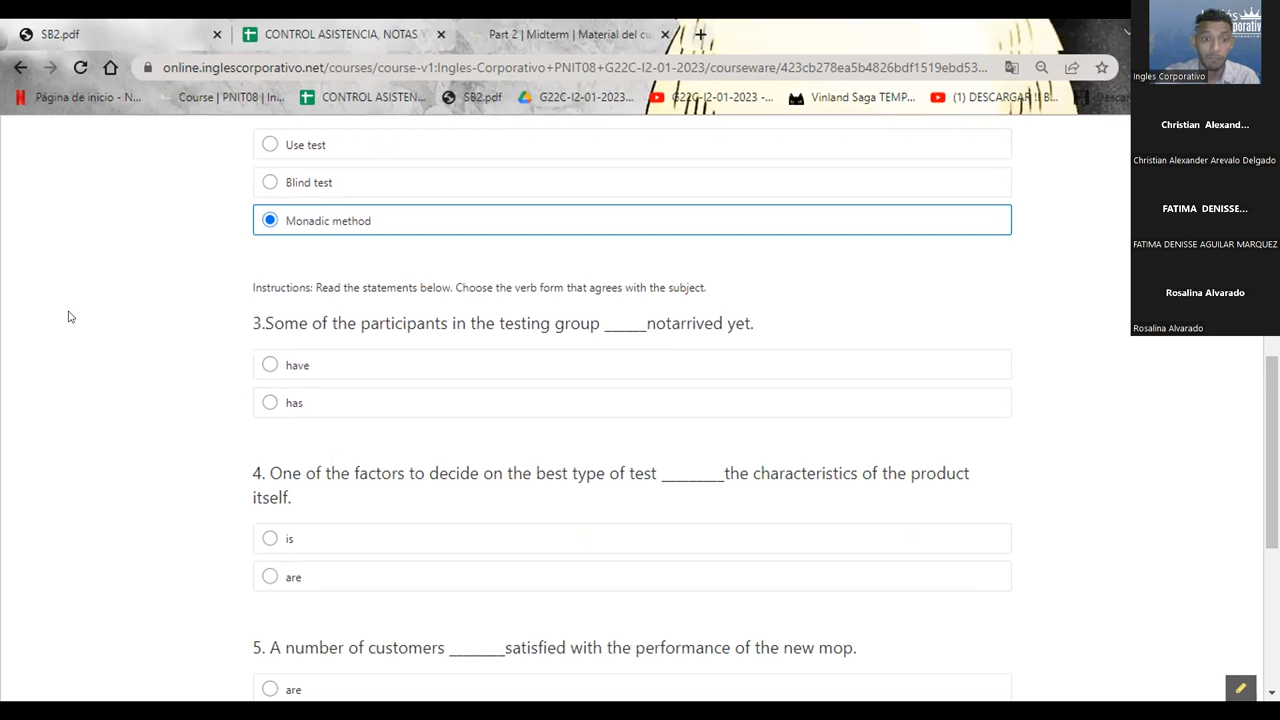 SB2.pdf
CONTROL ASISTENCIA, NOTAS Y
Part 2 | Midterm | Material del cu
online.inglescorporativo.net/courses/course-v1:Ingles-Corporativo+PNIT08+G22C-I2-01-2023/courseware/423cb278ea5b4826bdf1519ebd53...
Página de inicio - N...
Course | PNIT08 | In...
CONTROL ASISTEN...
SB2.pdf
G22C-I2-01-2023...
G22C-I2-01-2023 -...
Vinland Saga TEMP...
(1) DESCARGAR !! B...
Ingles Corporativo
Christian Alexand...
Christian Alexander Arevalo Delgado
FATIMA DENISSE...
FATIMA DENISSE AGUILAR MARQUEZ
Rosalina Alvarado
Rosalina Alvarado
Use test
Blind test
Monadic method
Instructions: Read the statements below. Choose the verb form that agrees with the subject.
3.Some of the participants in the testing group _____notarrived yet.
have
has
4. One of the factors to decide on the best type of test ________the characteristics of the product
itself.
is
are
5. A number of customers _______satisfied with the performance of the new mop.
are